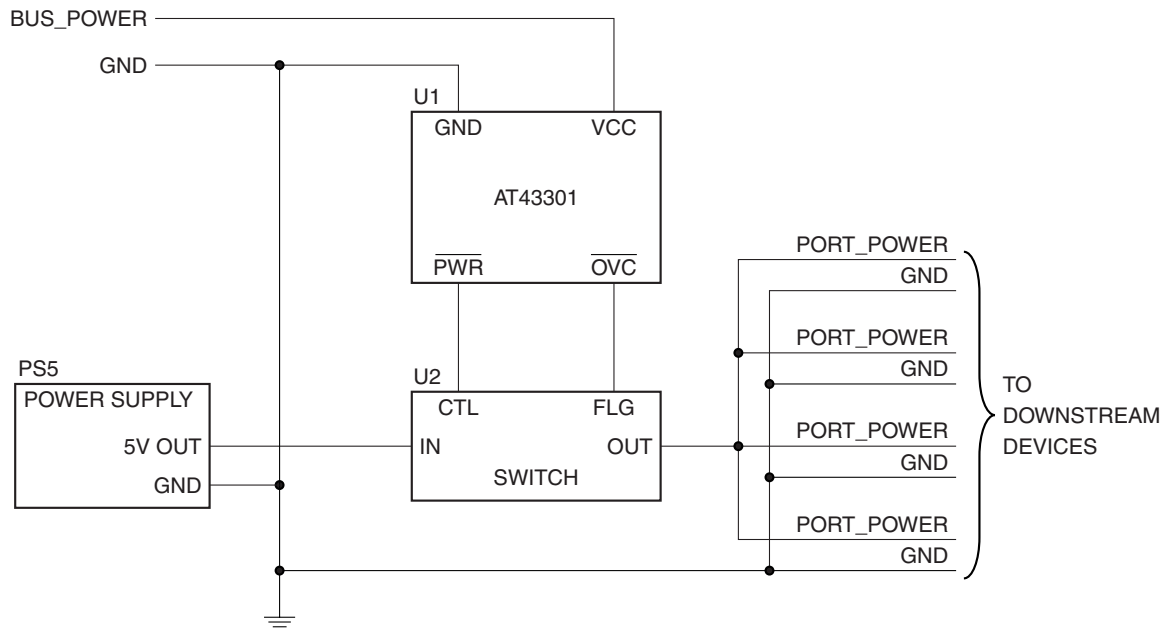 BUS_POWER
GND
U1
GND VCC
AT43301
PWR OVC
PORT_POWER
GND
PORT_POWER
GND
PORT_POWER
GND
PORT_POWER
GND
TO
DOWNSTREAM
DEVICES
PS5
POWER SUPPLY
5V OUT
GND
U2
CTL FLG
IN OUT
SWITCH